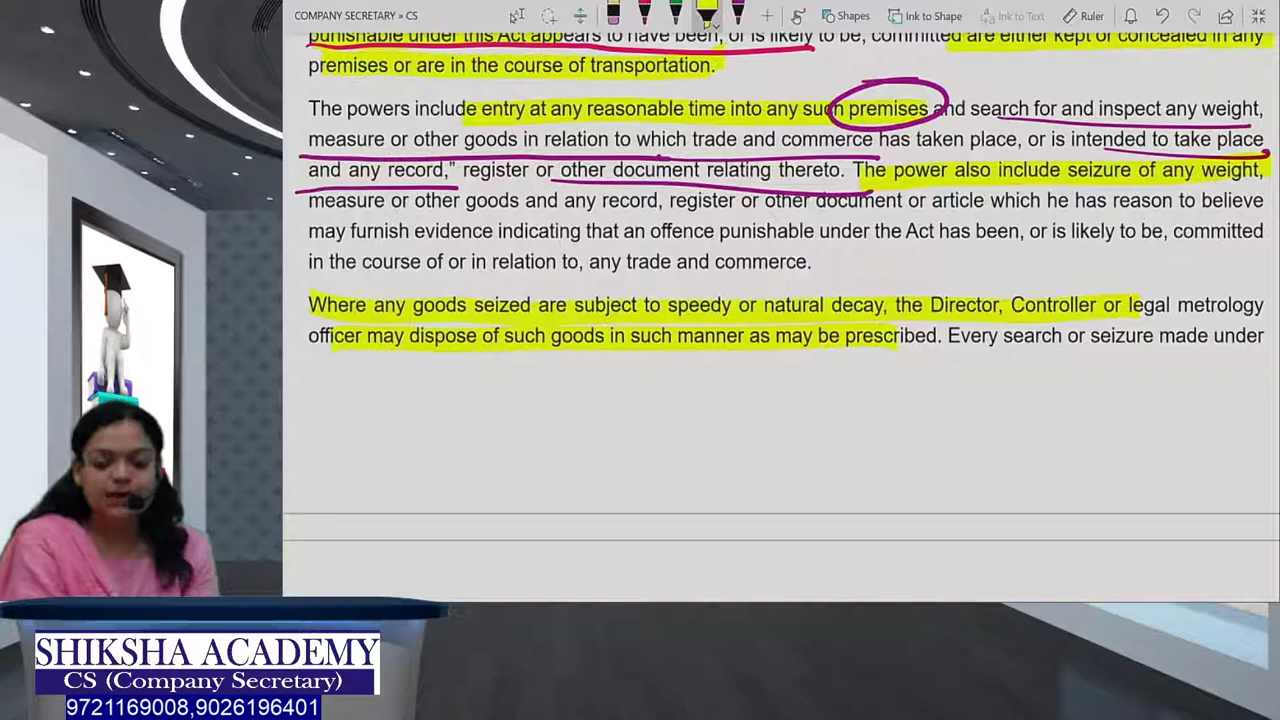 COMPANY SECRETARY » CS
Shapes
Ink to Shape
Ink to Text
Ruler
punishable under this Act appears to have been, or is likely to be, committed are either kept or concealed in any
premises or are in the course of transportation.
The powers include entry at any reasonable time into any such premises and search for and inspect any weight,
measure or other goods in relation to which trade and commerce has taken place, or is intended to take place
and any record,” register or other document relating thereto. The power also include seizure of any weight,
measure or other goods and any record, register or other document or article which he has reason to believe
may furnish evidence indicating that an offence punishable under the Act has been, or is likely to be, committed
in the course of or in relation to, any trade and commerce.
Where any goods seized are subject to speedy or natural decay, the Director, Controller or legal metrology
officer may dispose of such goods in such manner as may be prescribed. Every search or seizure made under
SHIKSHA ACADEMY
CS (Company Secretary)
9721169008,9026196401